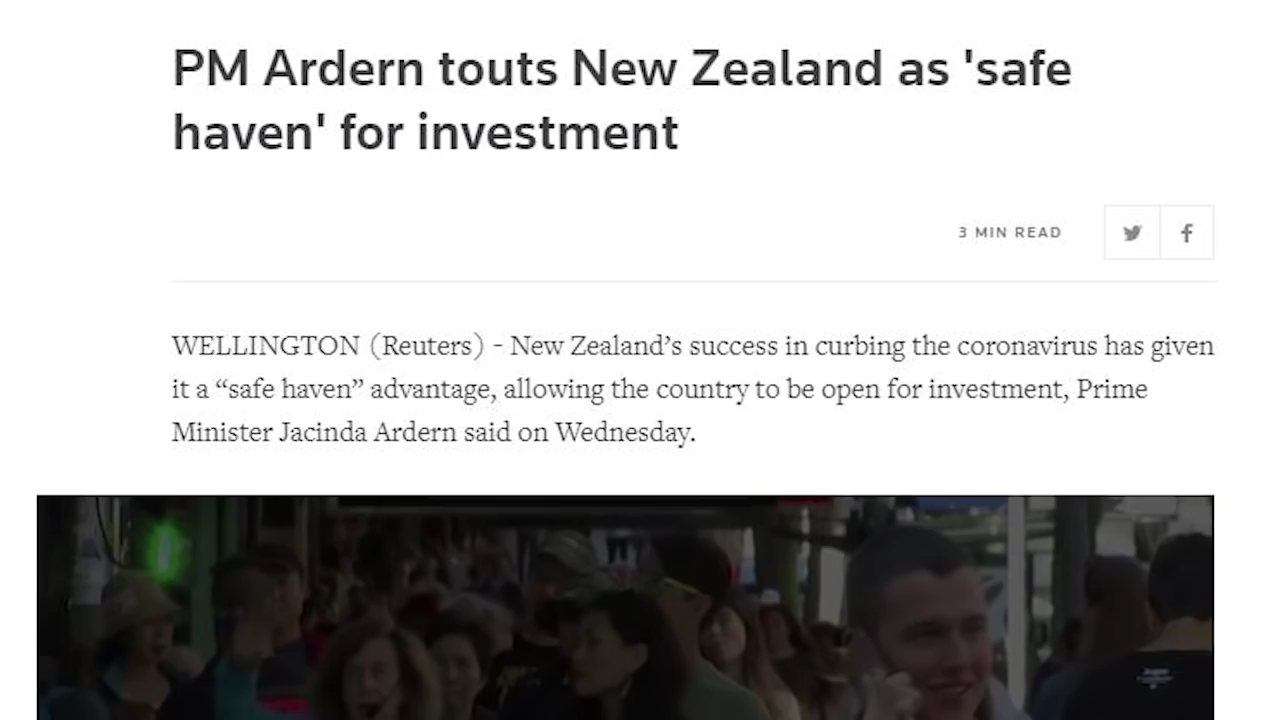 PM Ardern touts New Zealand as 'safe
haven' for investment
3 MIN READ
WELLINGTON (Reuters) - New Zealand’s success in curbing the coronavirus has given
it a “safe haven” advantage, allowing the country to be open for investment, Prime
Minister Jacinda Ardern said on Wednesday.